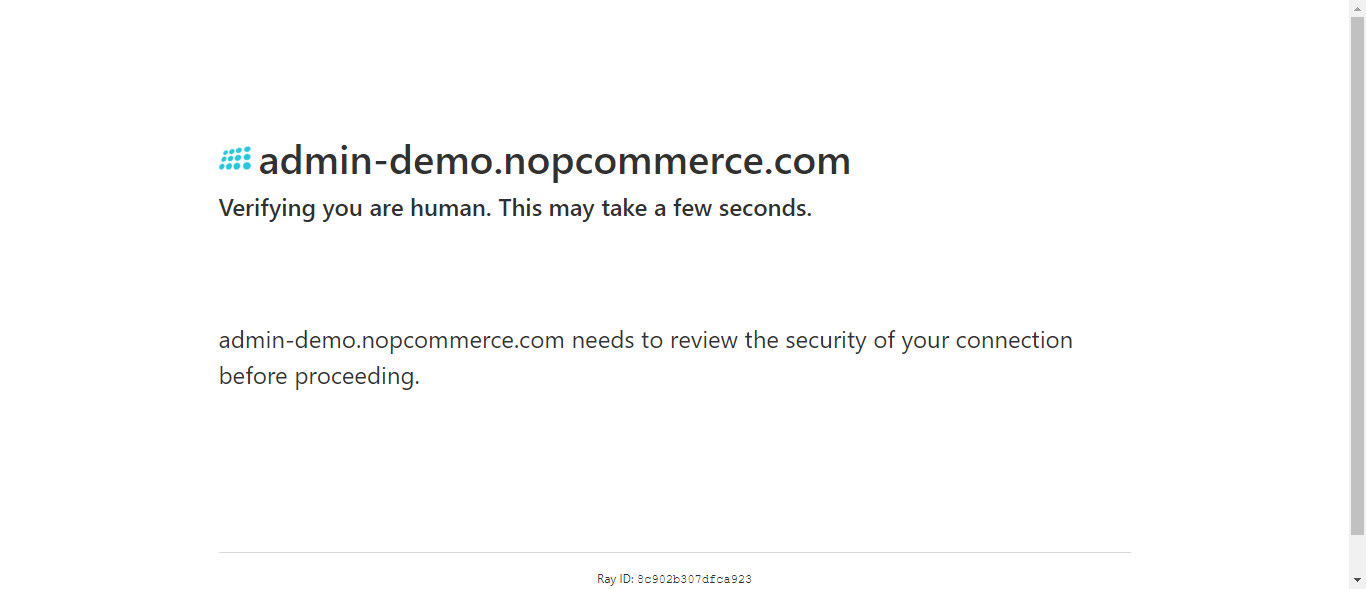 admin-demo.nopcommerce.com
Verifying you are human. This may take a few seconds.
admin-demo.nopcommerce.com needs to review the security of your connection
before proceeding.
Ray ID: 8c902b307dfca923